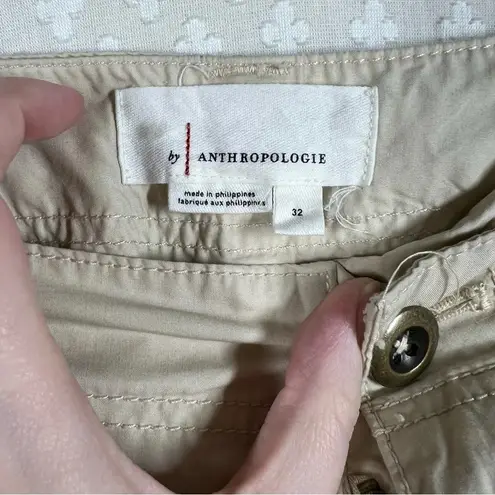 by | ANTHROPOLOGIE
made in philippines
fabriqué aux philippines
32